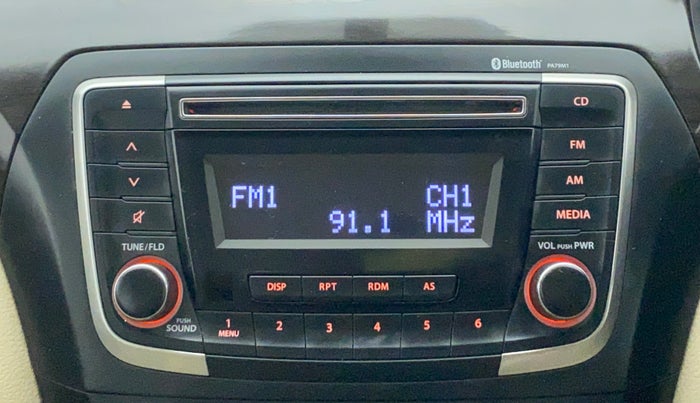 Bluetooth PA79M1
CD
FM
AM
MEDIA
FM1 CH1
91.1 MHz
TUNE/FLD
VOL PUSH PWR
DISP RPT RDM AS
PUSH
SOUND
1 2 3 4 5 6
MENU